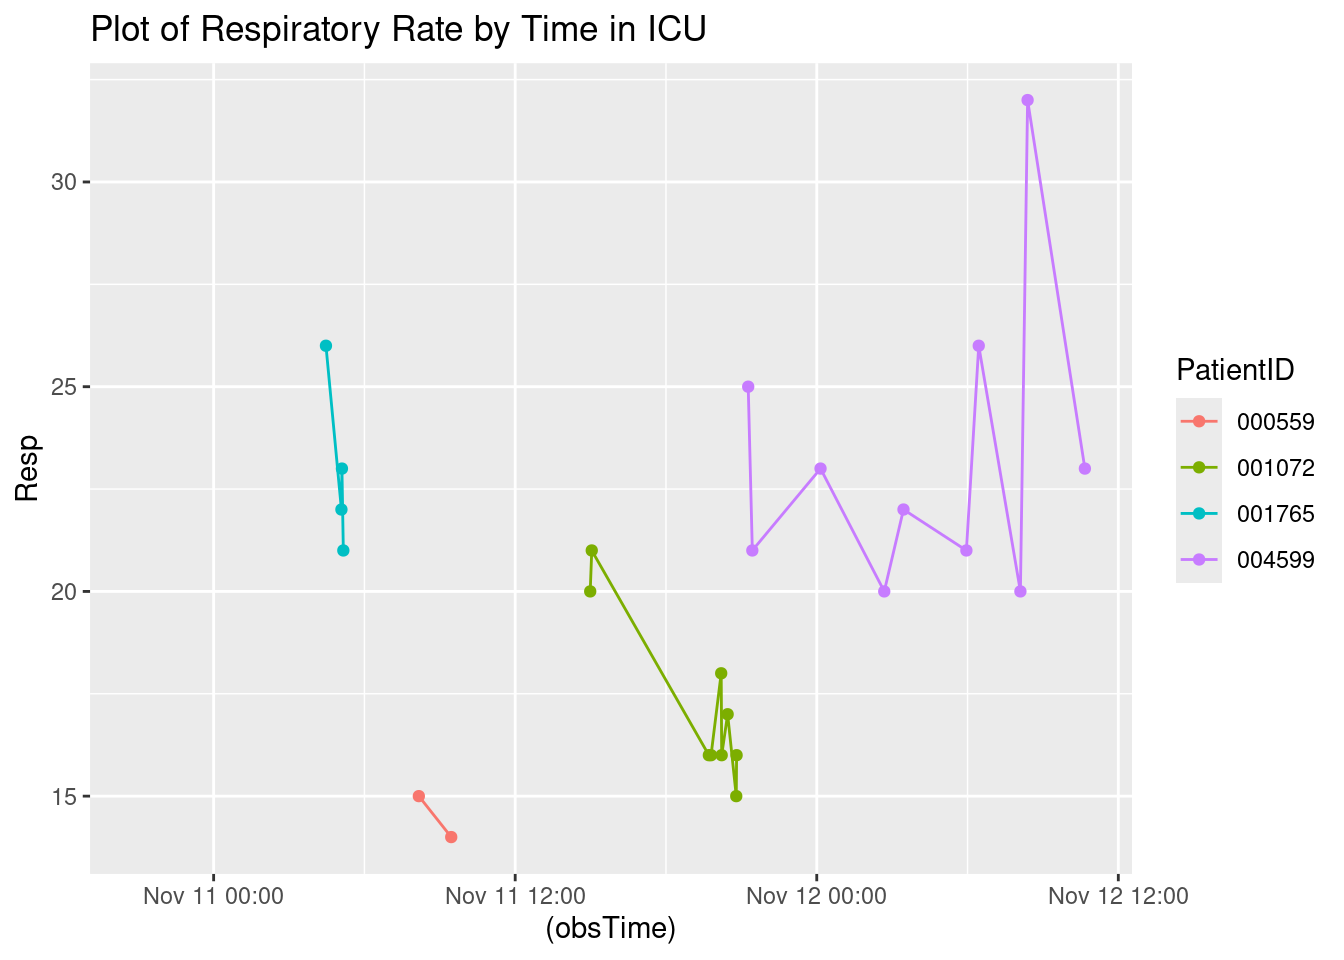 Plot of Respiratory Rate by Time in ICU
Resp
30
25
20
15
Nov 11 00:00
Nov 11 12:00
Nov 12 00:00
Nov 12 12:00
(obsTime)
PatientID
000559
001072
001765
004599